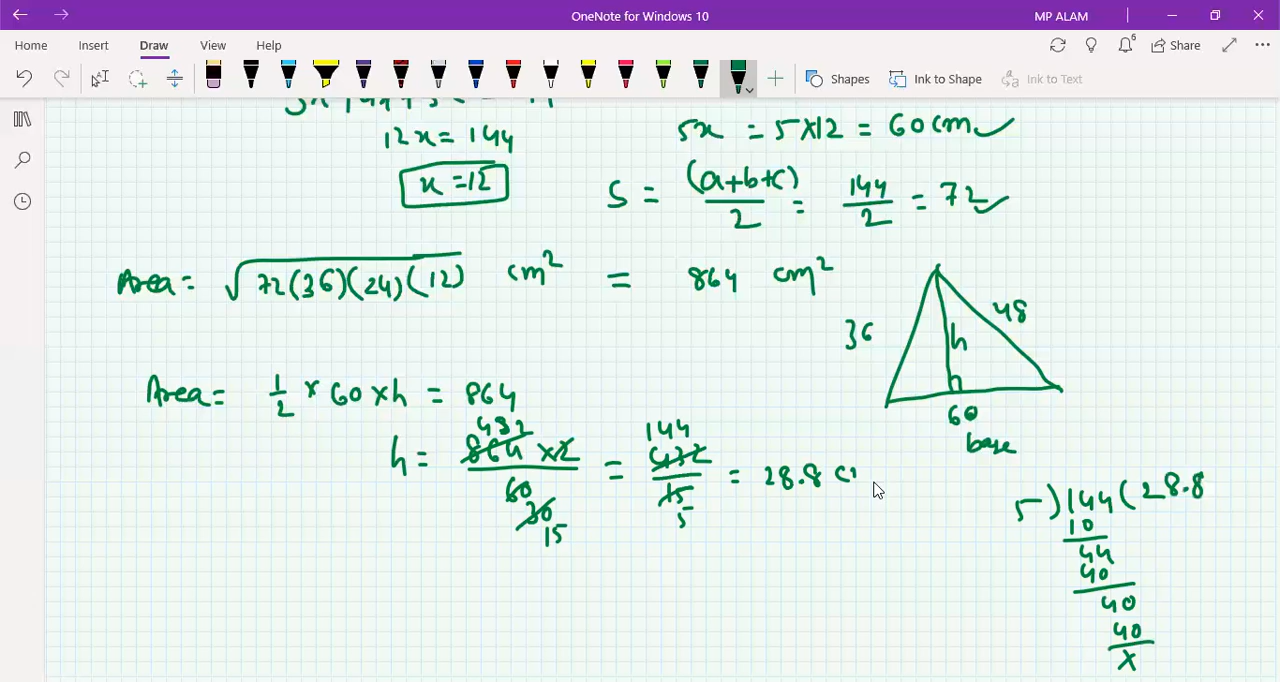 OneNote for Windows 10
MP ALAM
Home Insert Draw View Help
6
Share
Shapes Ink to Shape Ink to Text
12x = 144
x = 12
5x = 5×12 = 60cm ✓
S = (a+b+c)/2 = 144/2 = 72 ✓
Area = √72(36)(24)(12) cm² = 864 cm²
36 48
h
60
base
Area = 1/2 × 60 × h = 864
432 144
h = 864 × 2 / 60 = 432 / 15 = 28.8 c
30 5
15
5)144(28.8
10
44
40
40
40
x